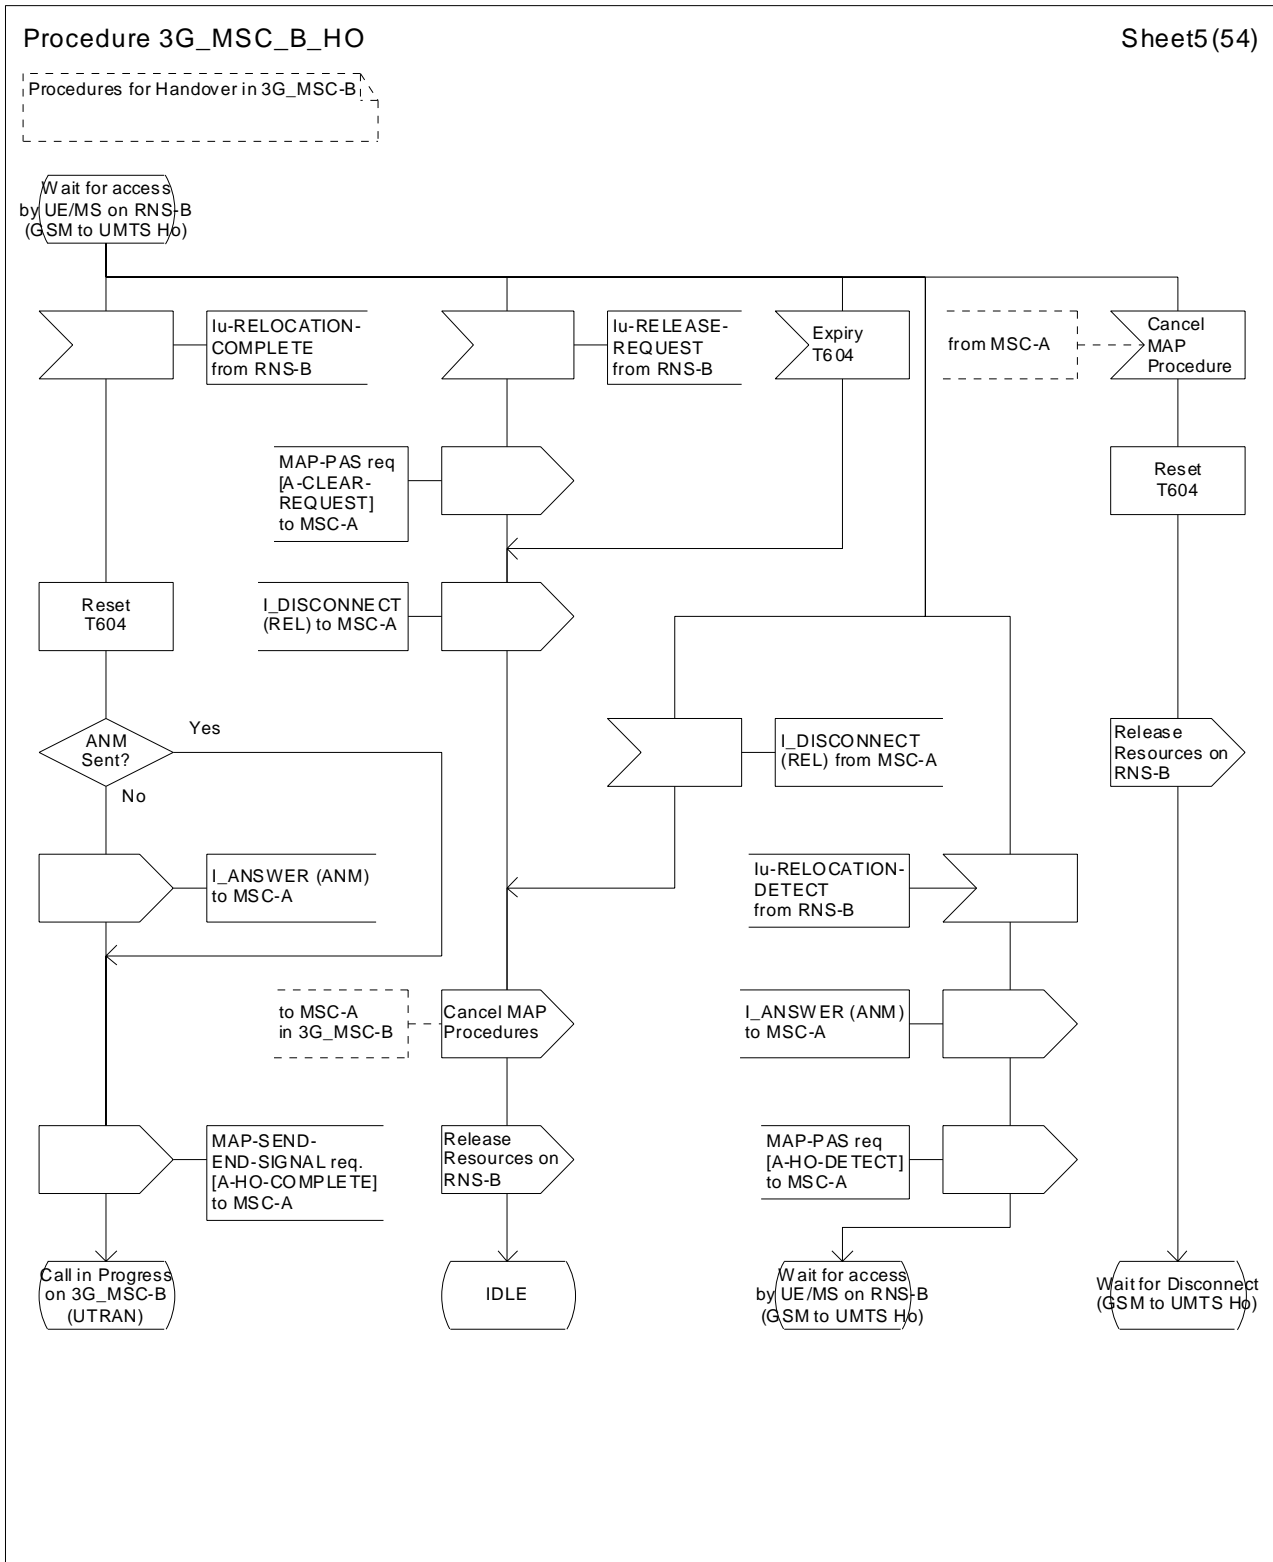 Procedure 3G_MSC_B_HO
Sheet5(54)
Procedures for Handover in 3G_MSC-B
Wait for access
by UE/MS on RNS-B
(GSM to UMTS Ho)
Iu-RELOCATION-
COMPLETE
from RNS-B
Iu-RELEASE-
REQUEST
from RNS-B
Expiry
T604
from MSC-A
Cancel
MAP
Procedure
MAP-PAS req
[A-CLEAR-
REQUEST]
to MSC-A
Reset
T604
Reset
T604
I_DISCONNECT
(REL) to MSC-A
ANM
Sent?
Yes
No
I_DISCONNECT
(REL) from MSC-A
Release
Resources on
RNS-B
I_ANSWER (ANM)
to MSC-A
Iu-RELOCATION-
DETECT
from RNS-B
to MSC-A
in 3G_MSC-B
Cancel MAP
Procedures
I_ANSWER (ANM)
to MSC-A
MAP-SEND-
END-SIGNAL req.
[A-HO-COMPLETE]
to MSC-A
Release
Resources on
RNS-B
MAP-PAS req
[A-HO-DETECT]
to MSC-A
Call in Progress
on 3G_MSC-B
(UTRAN)
IDLE
Wait for access
by UE/MS on RNS-B
(GSM to UMTS Ho)
Wait for Disconnect
(GSM to UMTS Ho)